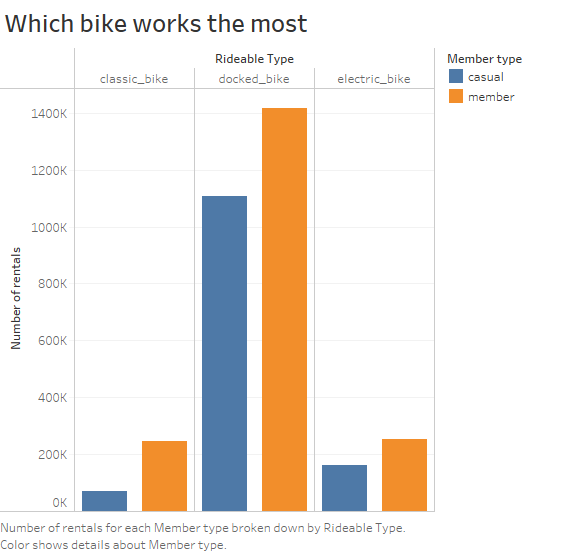 Which bike works the most
Rideable Type
Member type
classic_bike docked_bike electric_bike
casual
member
1400K
1200K
1000K
800K
600K
400K
200K
0K
Number of rentals
Number of rentals for each Member type broken down by Rideable Type.
Color shows details about Member type.